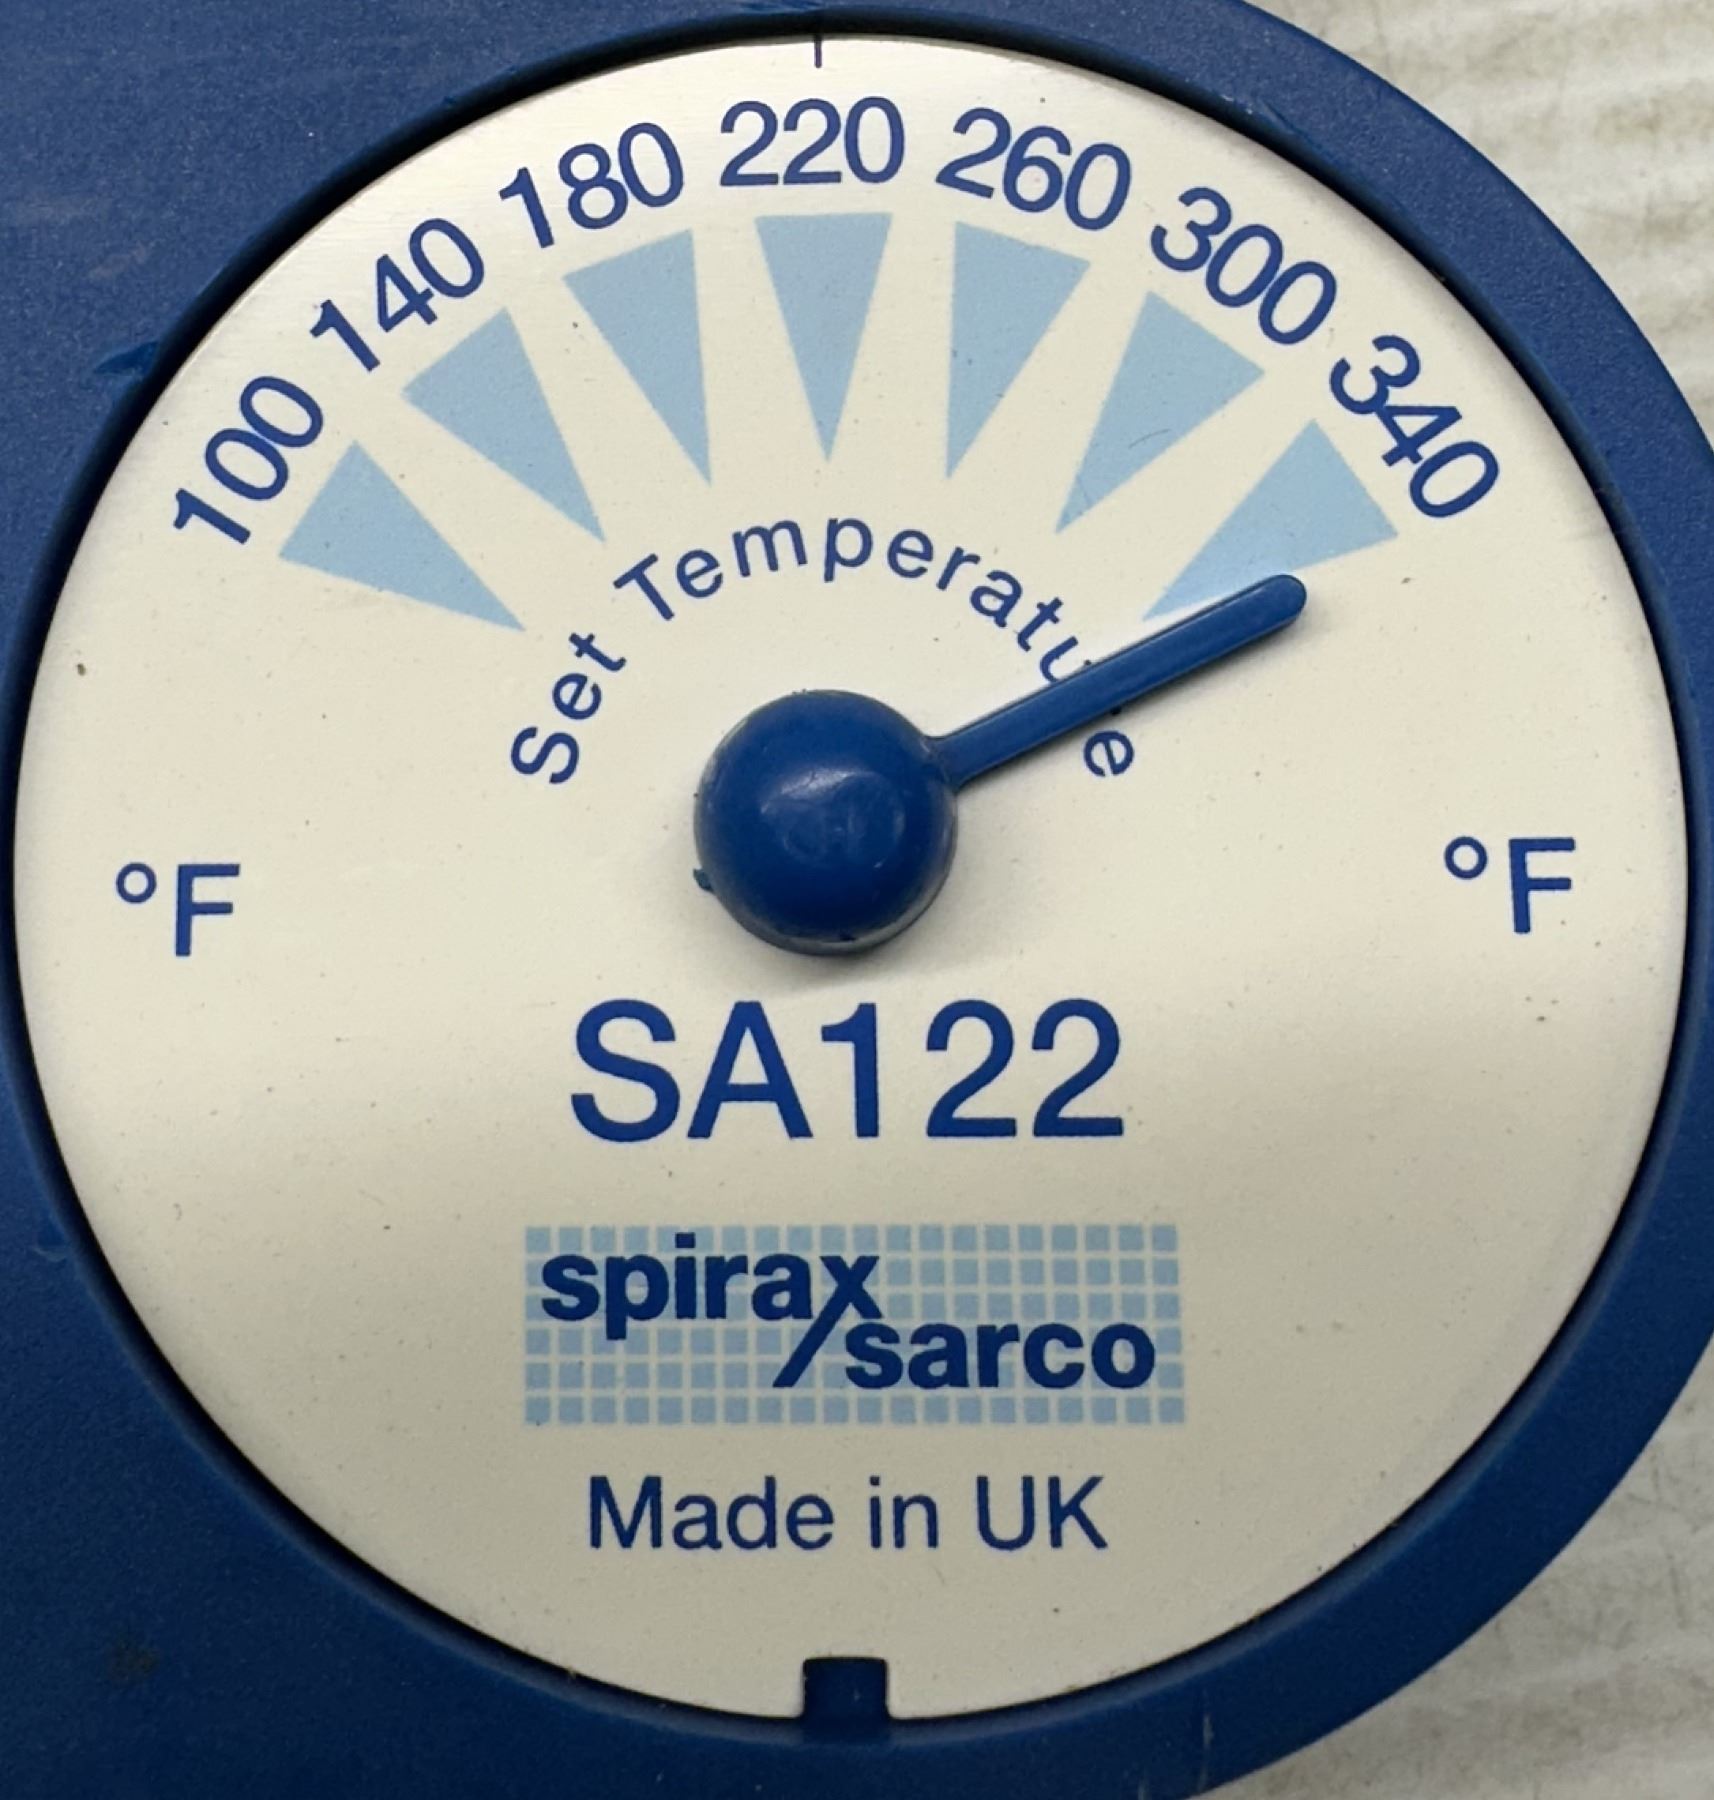 100 140 180 220 260 300 340
Set Temperature
°F °F
SA122
spirax
sarco
Made in UK